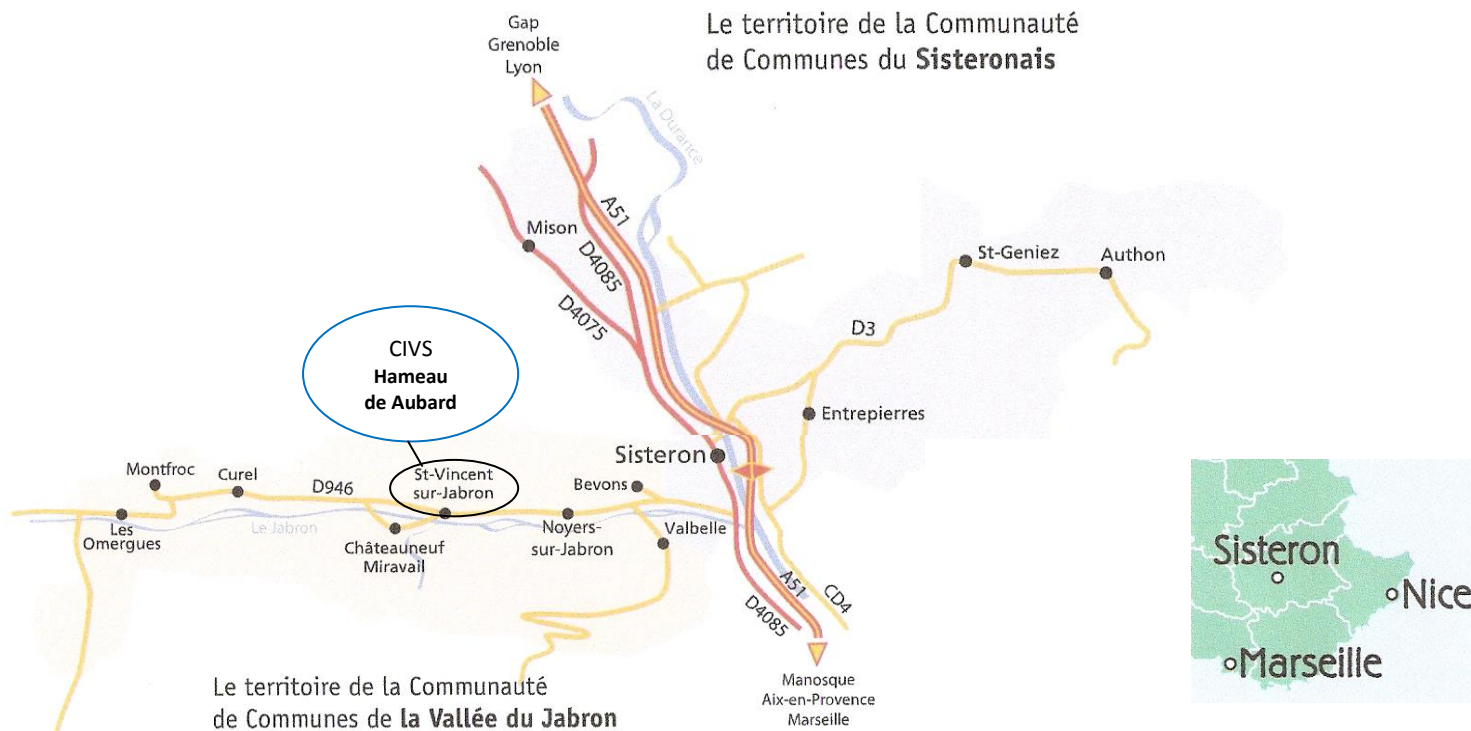 Gap
Grenoble
Lyon
Le territoire de la Communauté
de Communes du Sisteronais
La Durance
A51
Mison
D4085
D4075
St-Geniez
Authon
D3
CIVS
Hameau
de Aubard
Entrepierres
Sisteron
Montfroc
Curel
D946
St-Vincent
sur-Jabron
Bevons
Les
Omergues
Le Jabron
Châteauneuf
Miravail
Noyers-
sur-Jabron
Valbelle
A51
CD4
D4085
Manosque
Aix-en-Provence
Marseille
Le territoire de la Communauté
de Communes de la Vallée du Jabron
Sisteron
Nice
Marseille